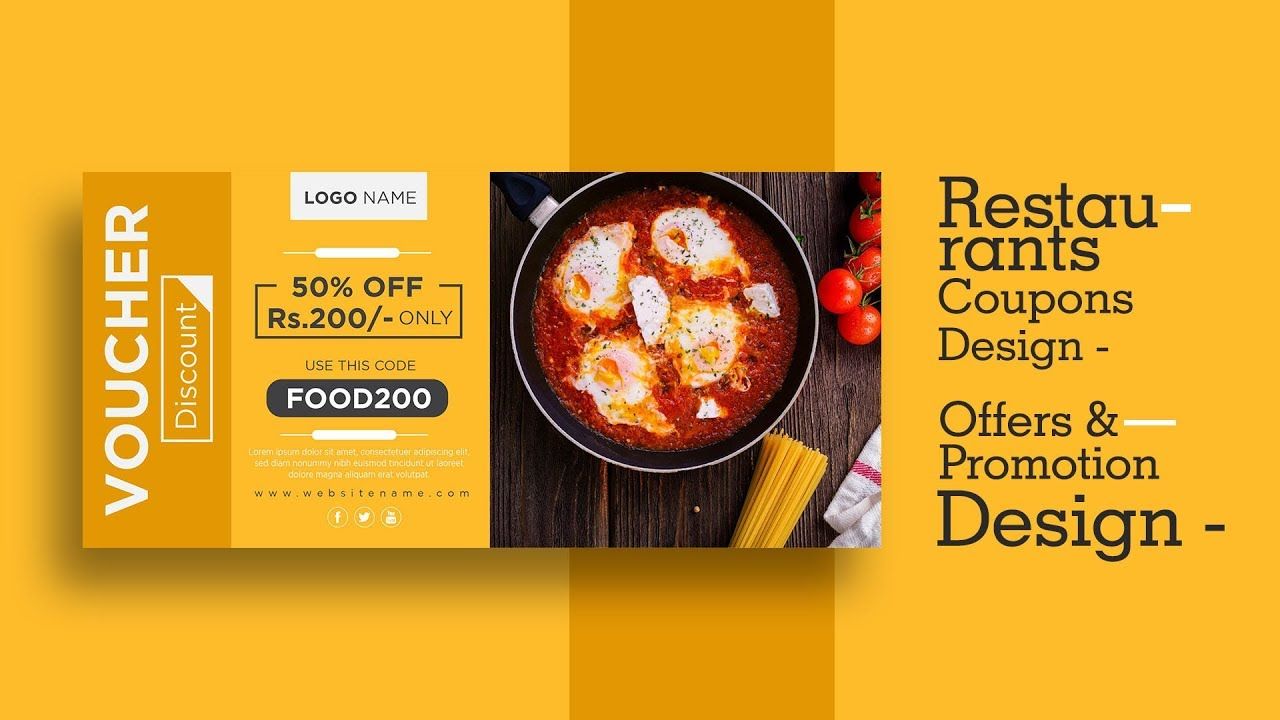 VOUCHER
Discount
LOGO NAME
50% OFF
Rs.200/- ONLY
USE THIS CODE
FOOD200
Lorem ipsum dolor sit amet, consectetuer adipiscing elit,
sed diam nonummy nibh euismod tincidunt ut laoreet
dolore magna aliquam erat volutpat.
www.websitename.com
Restau-
rants
Coupons
Design -
Offers &
Promotion
Design -